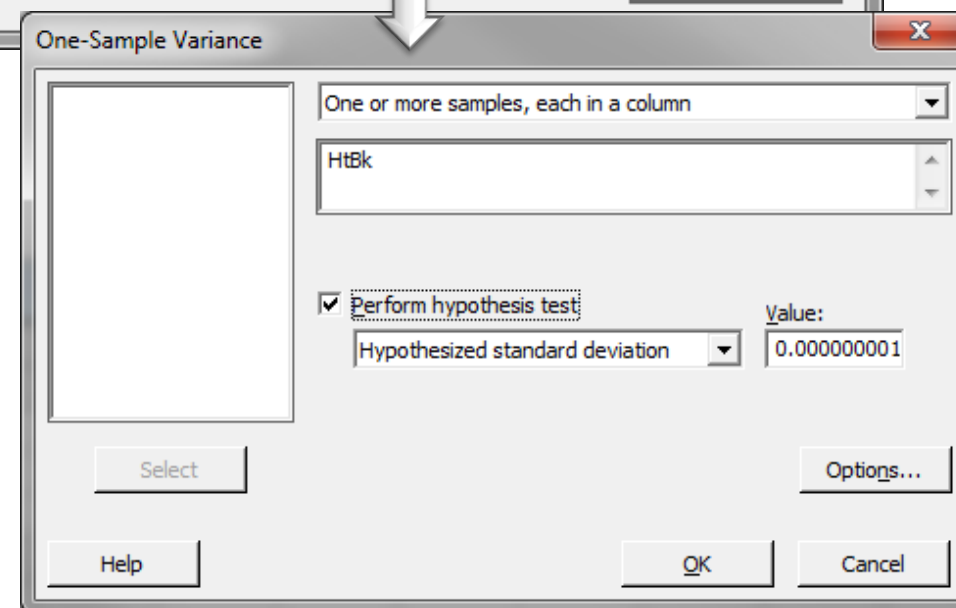 One-Sample Variance
One or more samples, each in a column
HtBk
Perform hypothesis test
Value:
Hypothesized standard deviation
0.000000001
Select
Options...
Help
OK
Cancel